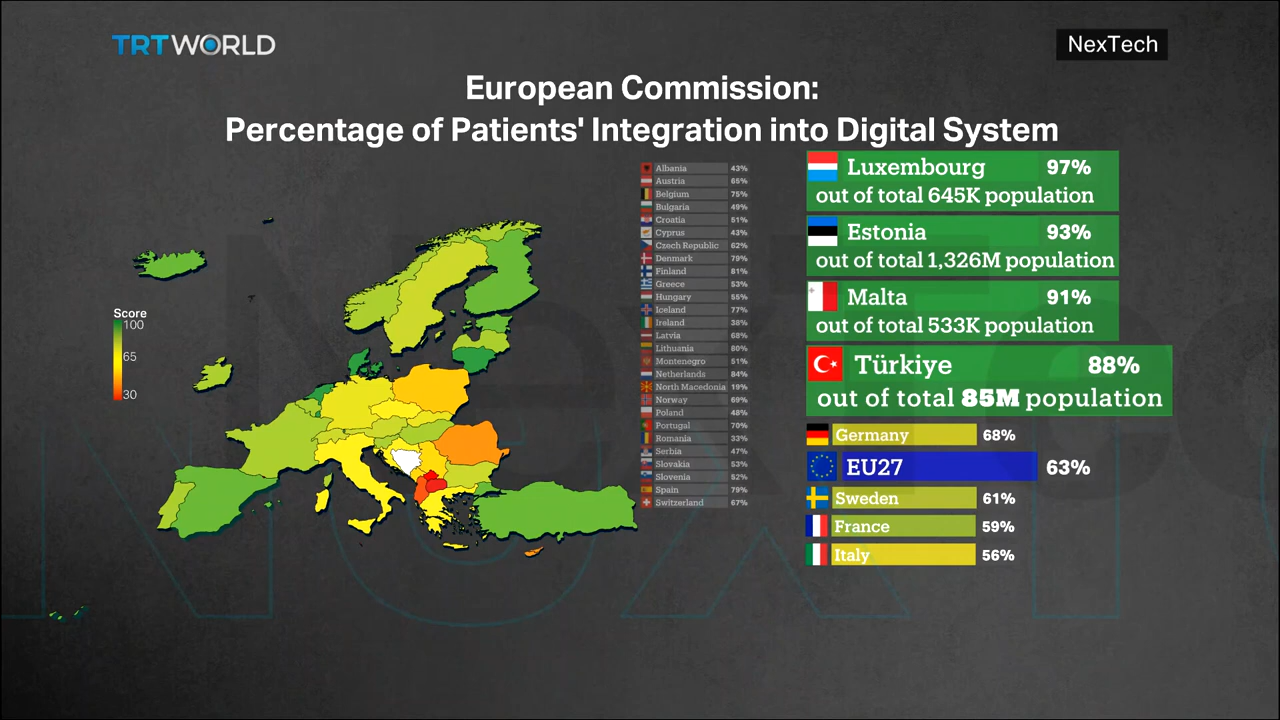 TRT WORLD
NexTech
European Commission:
Percentage of Patients' Integration into Digital System
Score
100
65
30
Albania 43%
Austria 65%
Belgium 75%
Bulgaria 49%
Croatia 51%
Cyprus 43%
Czech Republic 62%
Denmark 79%
Finland 81%
Greece 53%
Hungary 55%
Iceland 77%
Ireland 38%
Latvia 68%
Lithuania 80%
Montenegro 51%
Netherlands 84%
North Macedonia 19%
Norway 69%
Poland 48%
Portugal 70%
Romania 33%
Serbia 47%
Slovakia 53%
Slovenia 52%
Spain 79%
Switzerland 67%
Luxembourg 97%
out of total 645K population
Estonia 93%
out of total 1,326M population
Malta 91%
out of total 533K population
Türkiye 88%
out of total 85M population
Germany 68%
EU27 63%
Sweden 61%
France 59%
Italy 56%